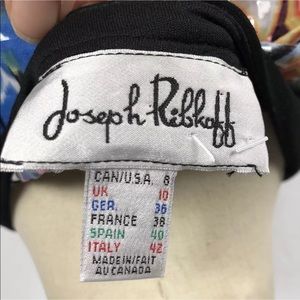 Joseph Ribkoff
CAN/U.S.A. 8
UK 10
GER. 36
FRANCE 38
SPAIN 40
ITALY 42
MADE IN/FAIT
AU CANADA